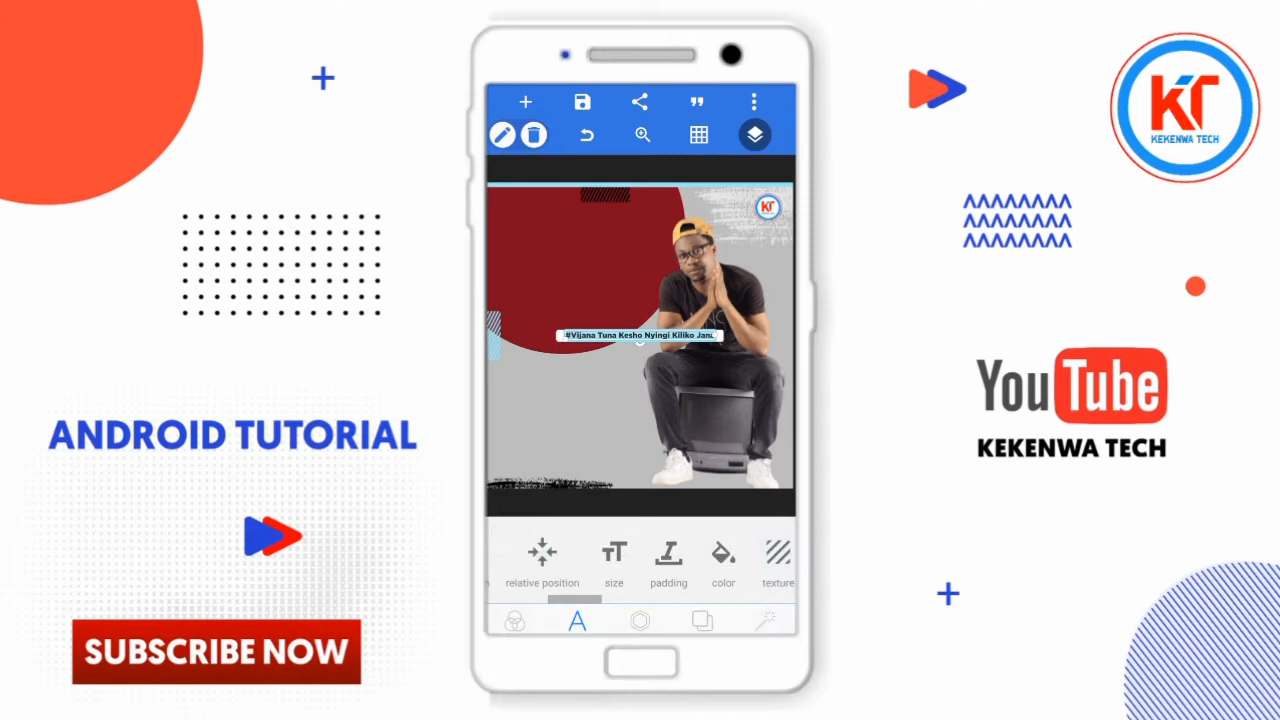 KT
KEKENWA TECH
KT
#Vijana Tuna Kesho Nyingi Kiliko Jana
ANDROID TUTORIAL
YouTube
KEKENWA TECH
relative position
size
padding
color
texture
SUBSCRIBE NOW